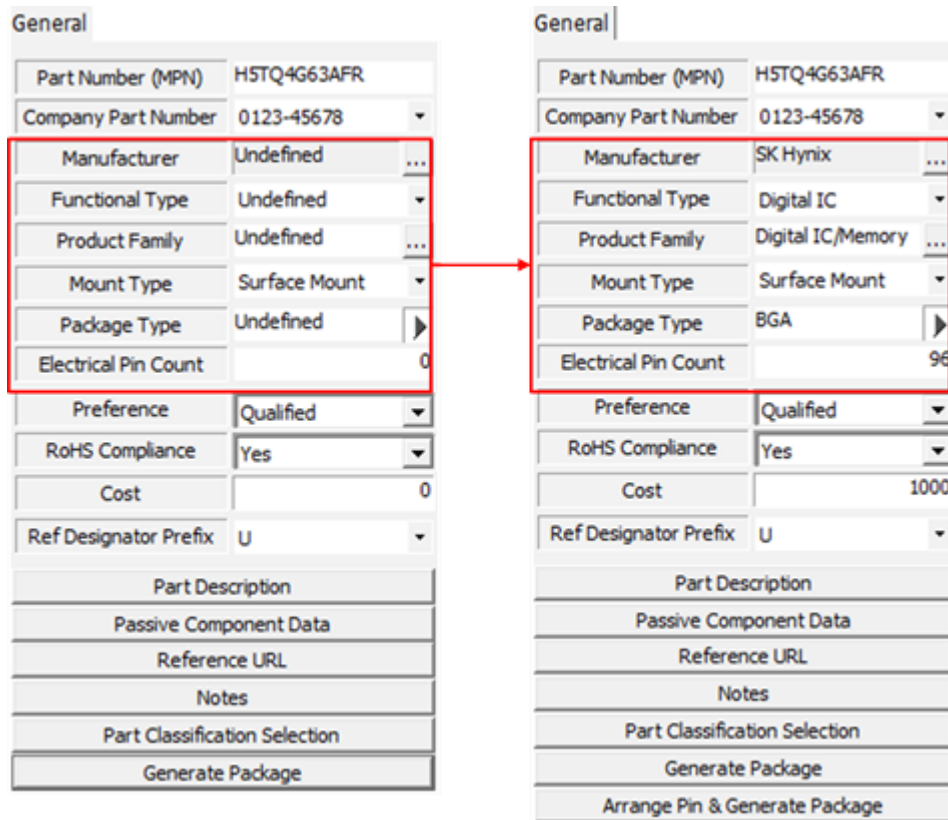 General
Part Number (MPN) H5TQ4G63AFR
Company Part Number 0123-45678
Manufacturer Undefined ...
Functional Type Undefined
Product Family Undefined ...
Mount Type Surface Mount
Package Type Undefined
Electrical Pin Count 0
Preference Qualified
RoHS Compliance Yes
Cost 0
Ref Designator Prefix U
Part Description
Passive Component Data
Reference URL
Notes
Part Classification Selection
Generate Package
General
Part Number (MPN) H5TQ4G63AFR
Company Part Number 0123-45678
Manufacturer SK Hynix ...
Functional Type Digital IC
Product Family Digital IC/Memory ...
Mount Type Surface Mount
Package Type BGA
Electrical Pin Count 96
Preference Qualified
RoHS Compliance Yes
Cost 1000
Ref Designator Prefix U
Part Description
Passive Component Data
Reference URL
Notes
Part Classification Selection
Generate Package
Arrange Pin & Generate Package